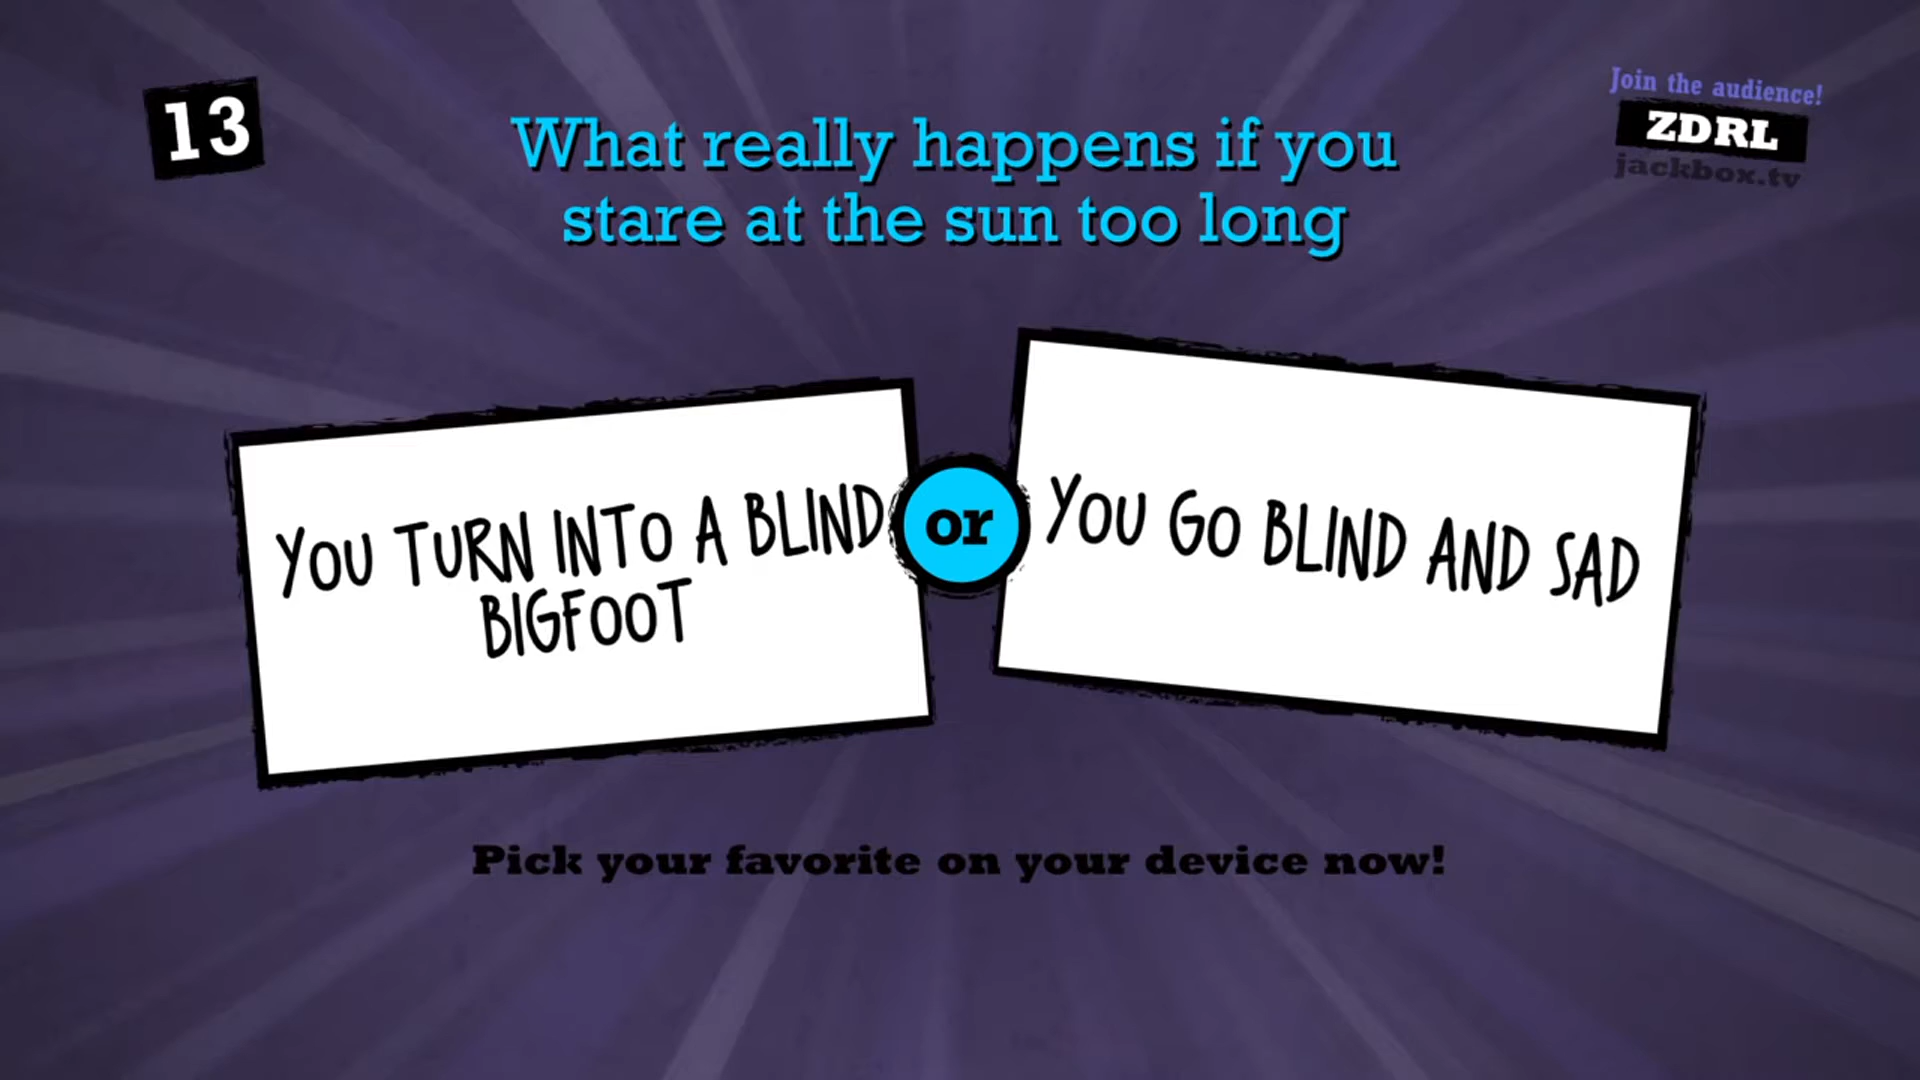 13
Join the audience!
ZDRL
jackbox.tv
What really happens if you
stare at the sun too long
YOU TURN INTO A BLIND
BIGFOOT
or
YOU GO BLIND AND SAD
Pick your favorite on your device now!